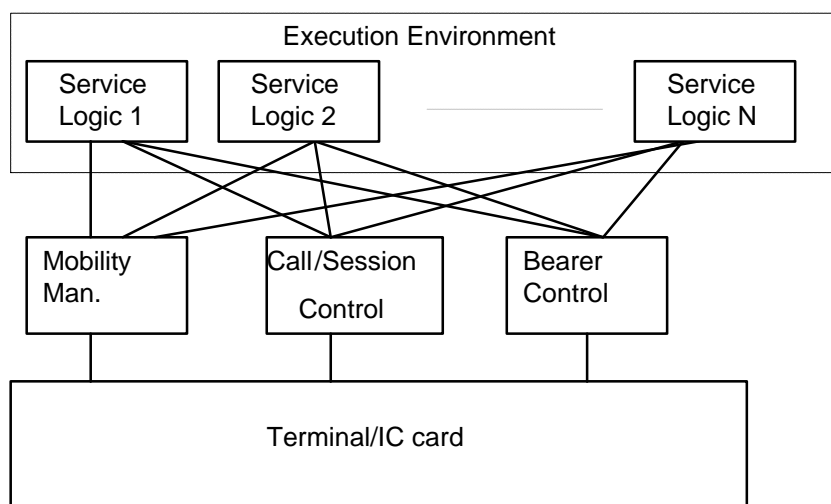 Execution Environment
Service
Logic 1
Service
Logic 2
Service
Logic N
Mobility
Man.
Call/Session
Control
Bearer
Control
Terminal/IC card